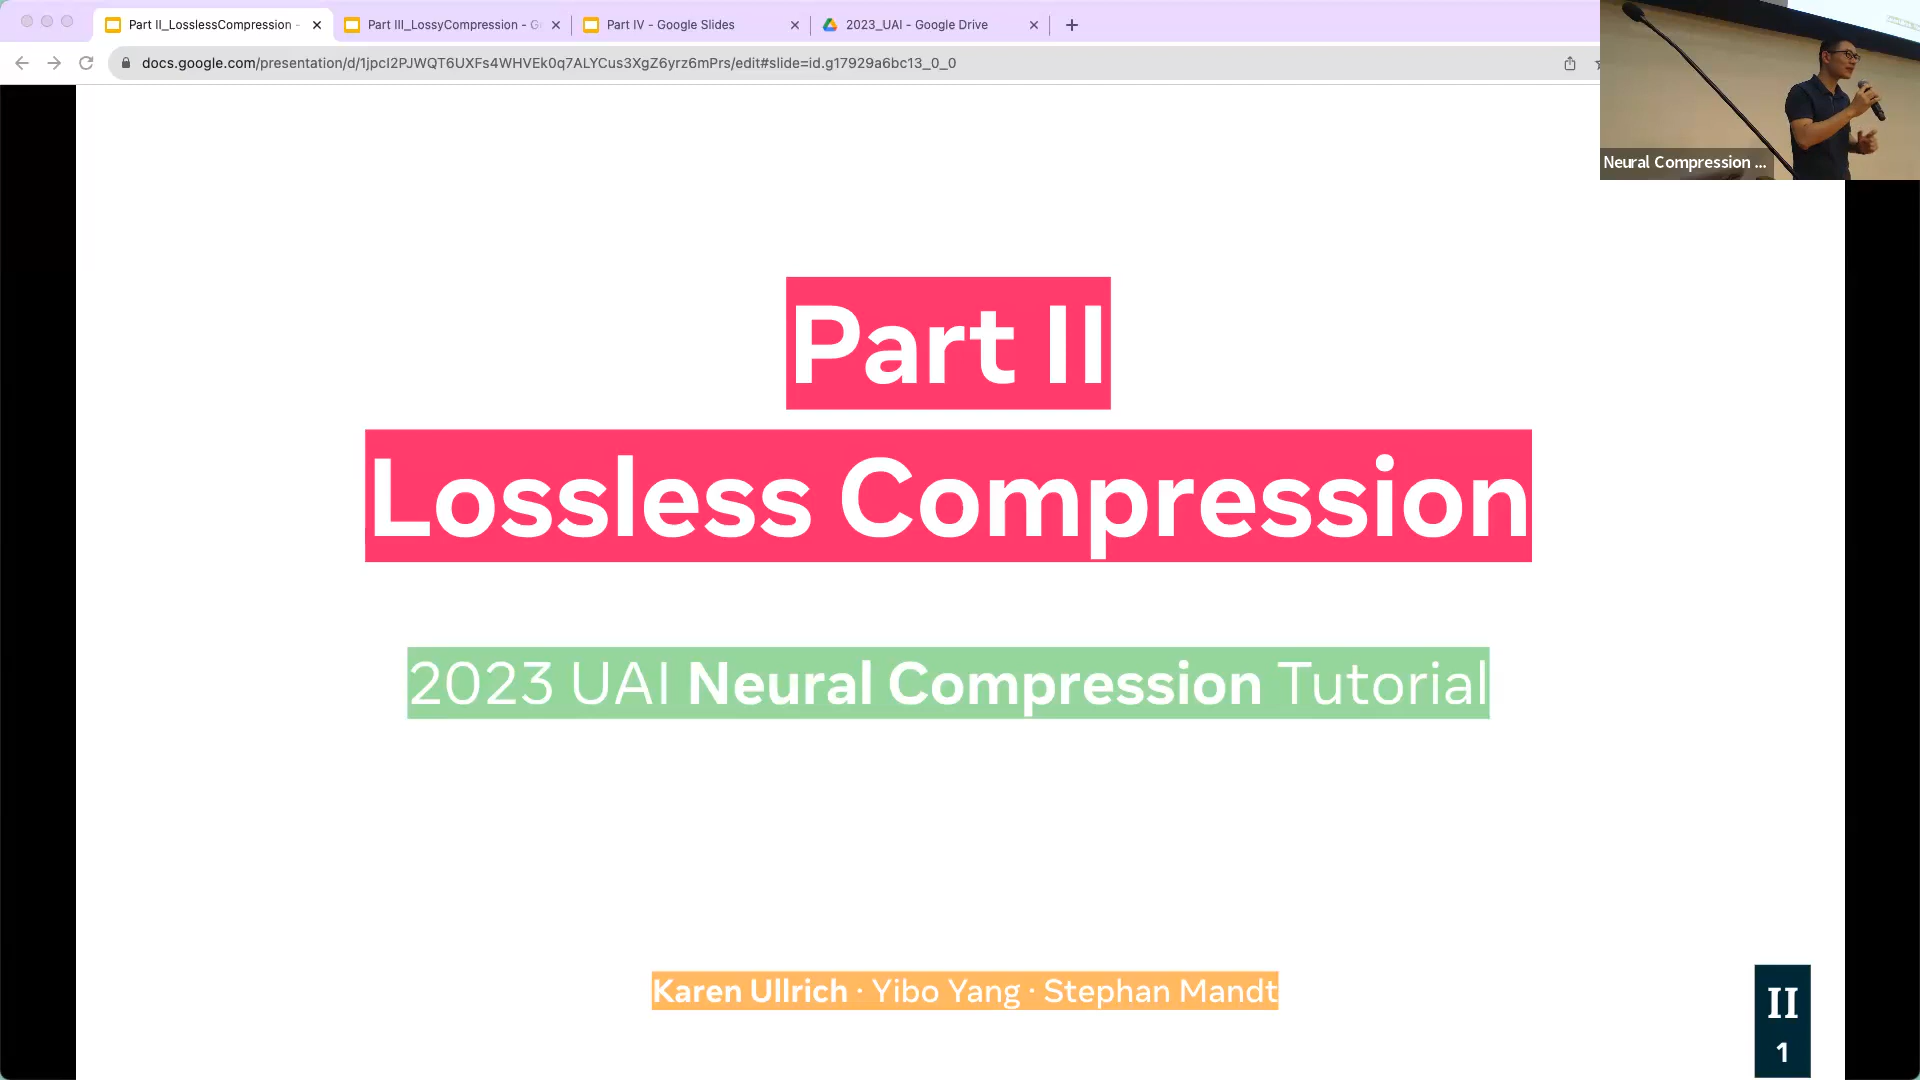 Part II_LosslessCompression -
Part III_LossyCompression - G
Part IV - Google Slides
2023_UAI - Google Drive
docs.google.com/presentation/d/1jpcI2PJWQT6UXFs4WHVEk0q7ALYCus3XgZ6yrz6mPrs/edit#slide=id.g17929a6bc13_0_0
Neural Compression ...
Part II
Lossless Compression
2023 UAI Neural Compression Tutorial
Karen Ullrich · Yibo Yang · Stephan Mandt
II
1